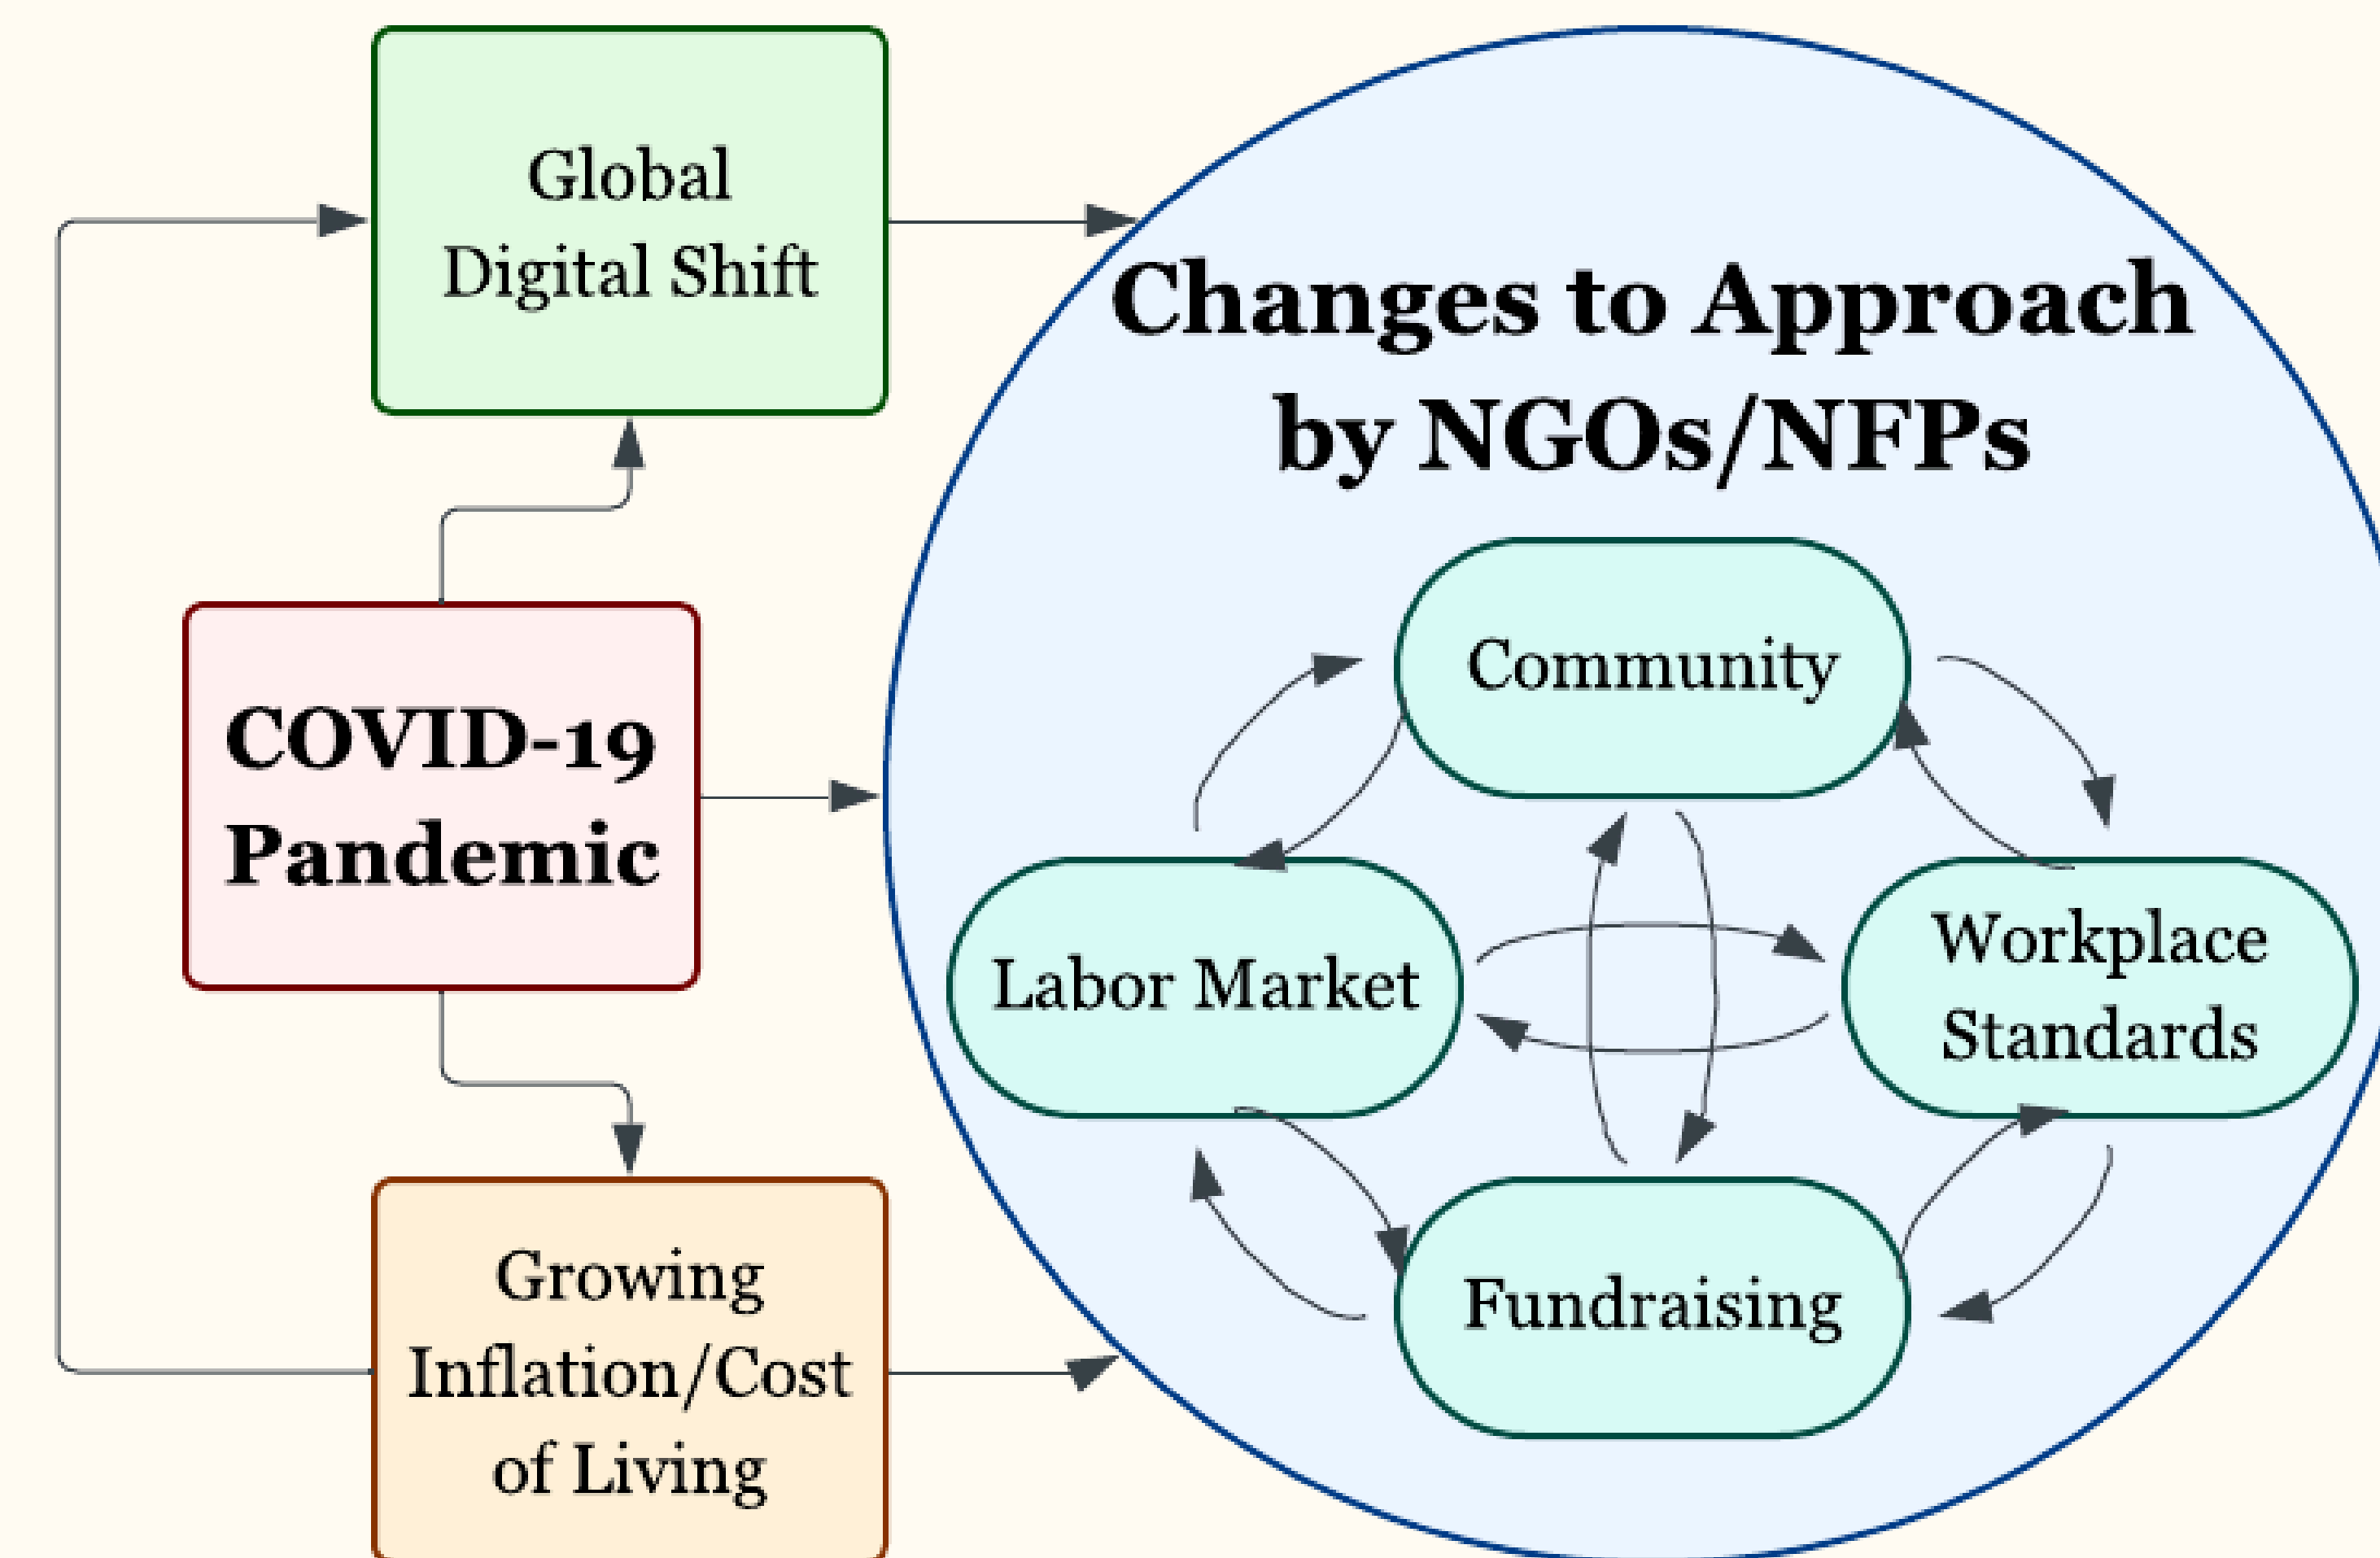 Global
Digital Shift
Changes to Approach
by NGOs/NFPs
COVID-19
Pandemic
Community
Labor Market
Workplace
Standards
Fundraising
Growing
Inflation/Cost
of Living